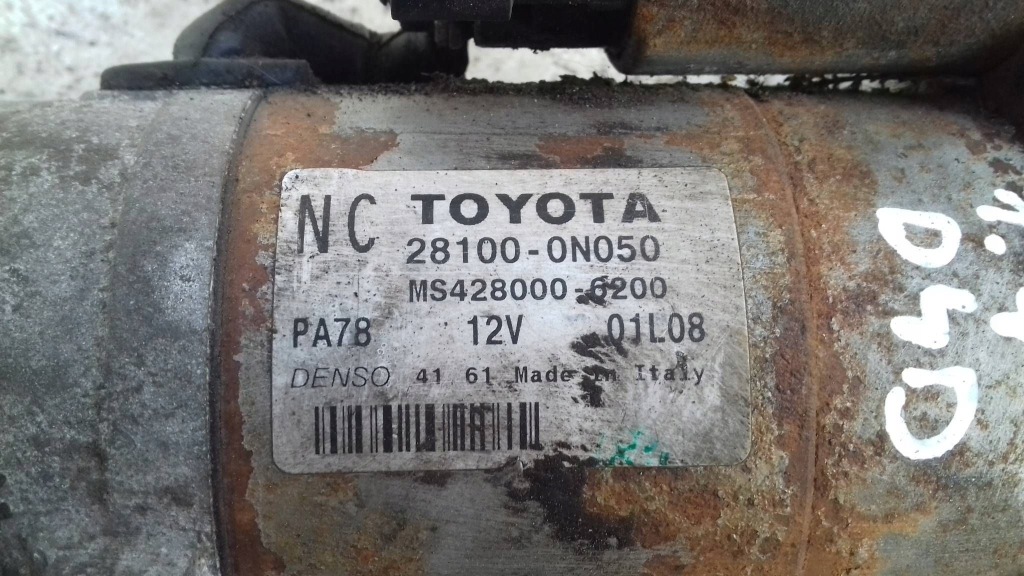 NC TOYOTA
28100-0N050
MS428000-6200
PA78 12V 01L08
DENSO 41 61 Made in Italy